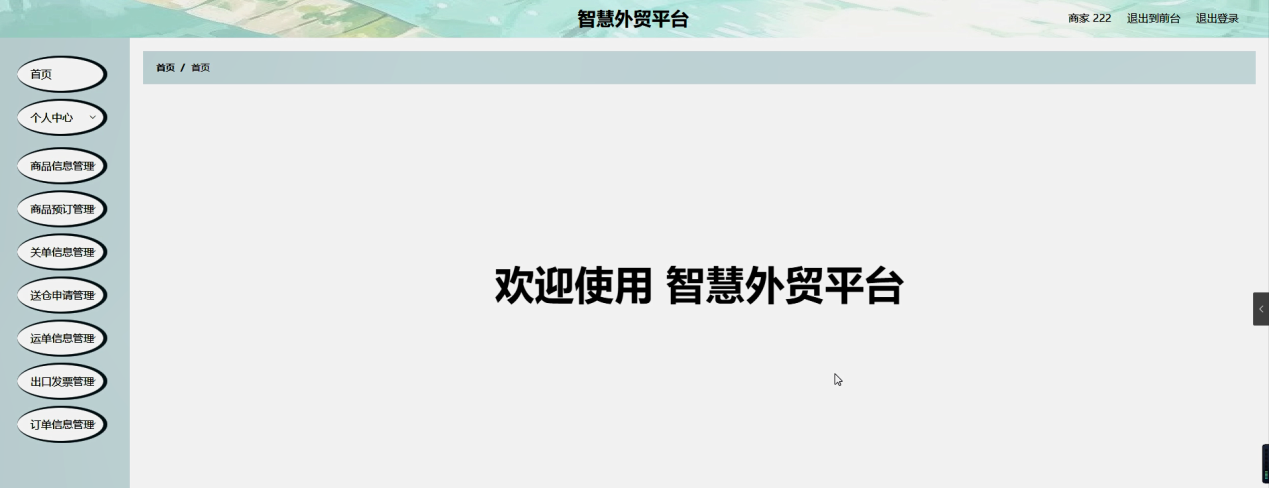 智慧外贸平台
商家 222 退出到前台 退出登录
首页
个人中心
商品信息管理
商品预订管理
关单信息管理
送仓申请管理
运单信息管理
出口发票管理
订单信息管理
首页 / 首页
欢迎使用 智慧外贸平台